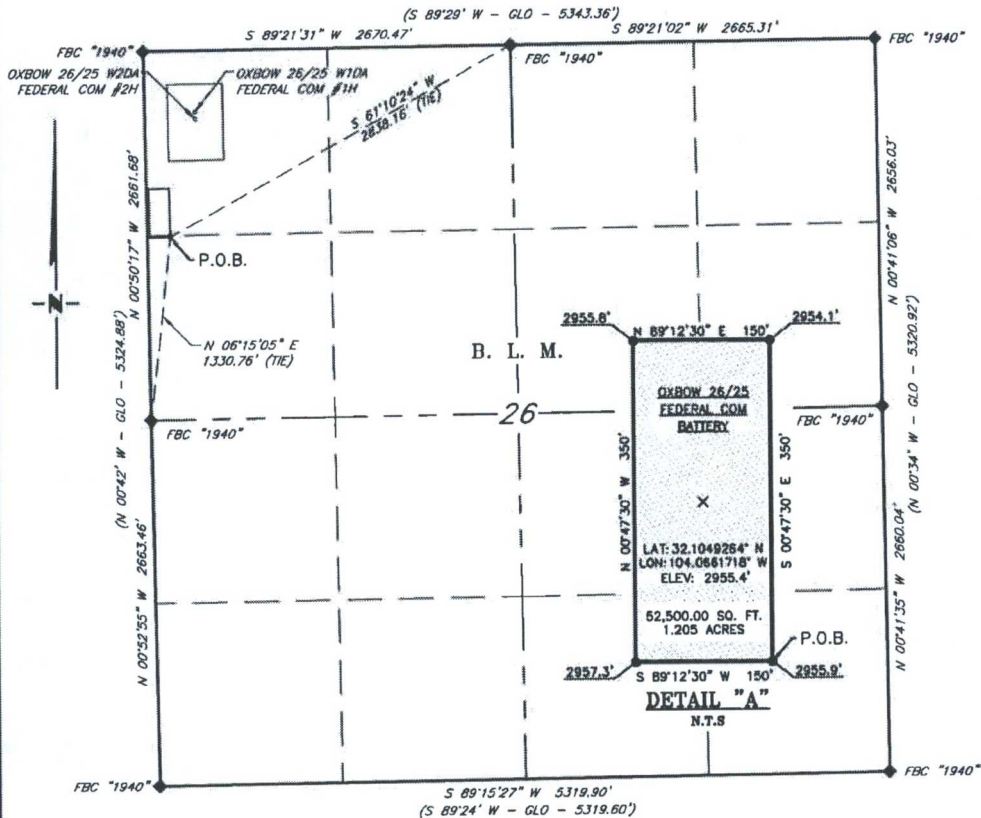 (S 89°29' W - GLO - 5343.36')
S 89°21'31" W 2670.47'
S 89°21'02" W 2665.31'
FBC "1940"
FBC "1940"
FBC "1940"
OXBOW 26/25 W2DA
FEDERAL COM #2H
OXBOW 26/25 W1DA
FEDERAL COM #1H
S 61°10'24" W
2838.16' (TIE)
N 00°50'17" W 2661.68'
N 00°41'06" W 2656.03'
P.O.B.
N
N 06°15'05" E
1330.76' (TIE)
(N 00°42' W - GLO - 5324.88')
(N 00°34' W - GLO - 5320.92')
B. L. M.
2955.8'
N 89°12'30" E 150'
2954.1'
OXBOW 26/25
FEDERAL COM
BATTERY
26
FBC "1940"
FBC "1940"
N 00°47'30" W 350'
S 00°47'30" E 350'
LAT: 32.1049264° N
LON: 104.0661718° W
ELEV: 2955.4'
52,500.00 SQ. FT.
1.205 ACRES
P.O.B.
2957.3'
S 89°12'30" W 150'
2955.9'
DETAIL "A"
N.T.S
N 00°52'55" W 2663.46'
N 00°41'35" W 2660.04'
FBC "1940"
FBC "1940"
S 89°15'27" W 5319.90'
(S 89°24' W - GLO - 5319.60')